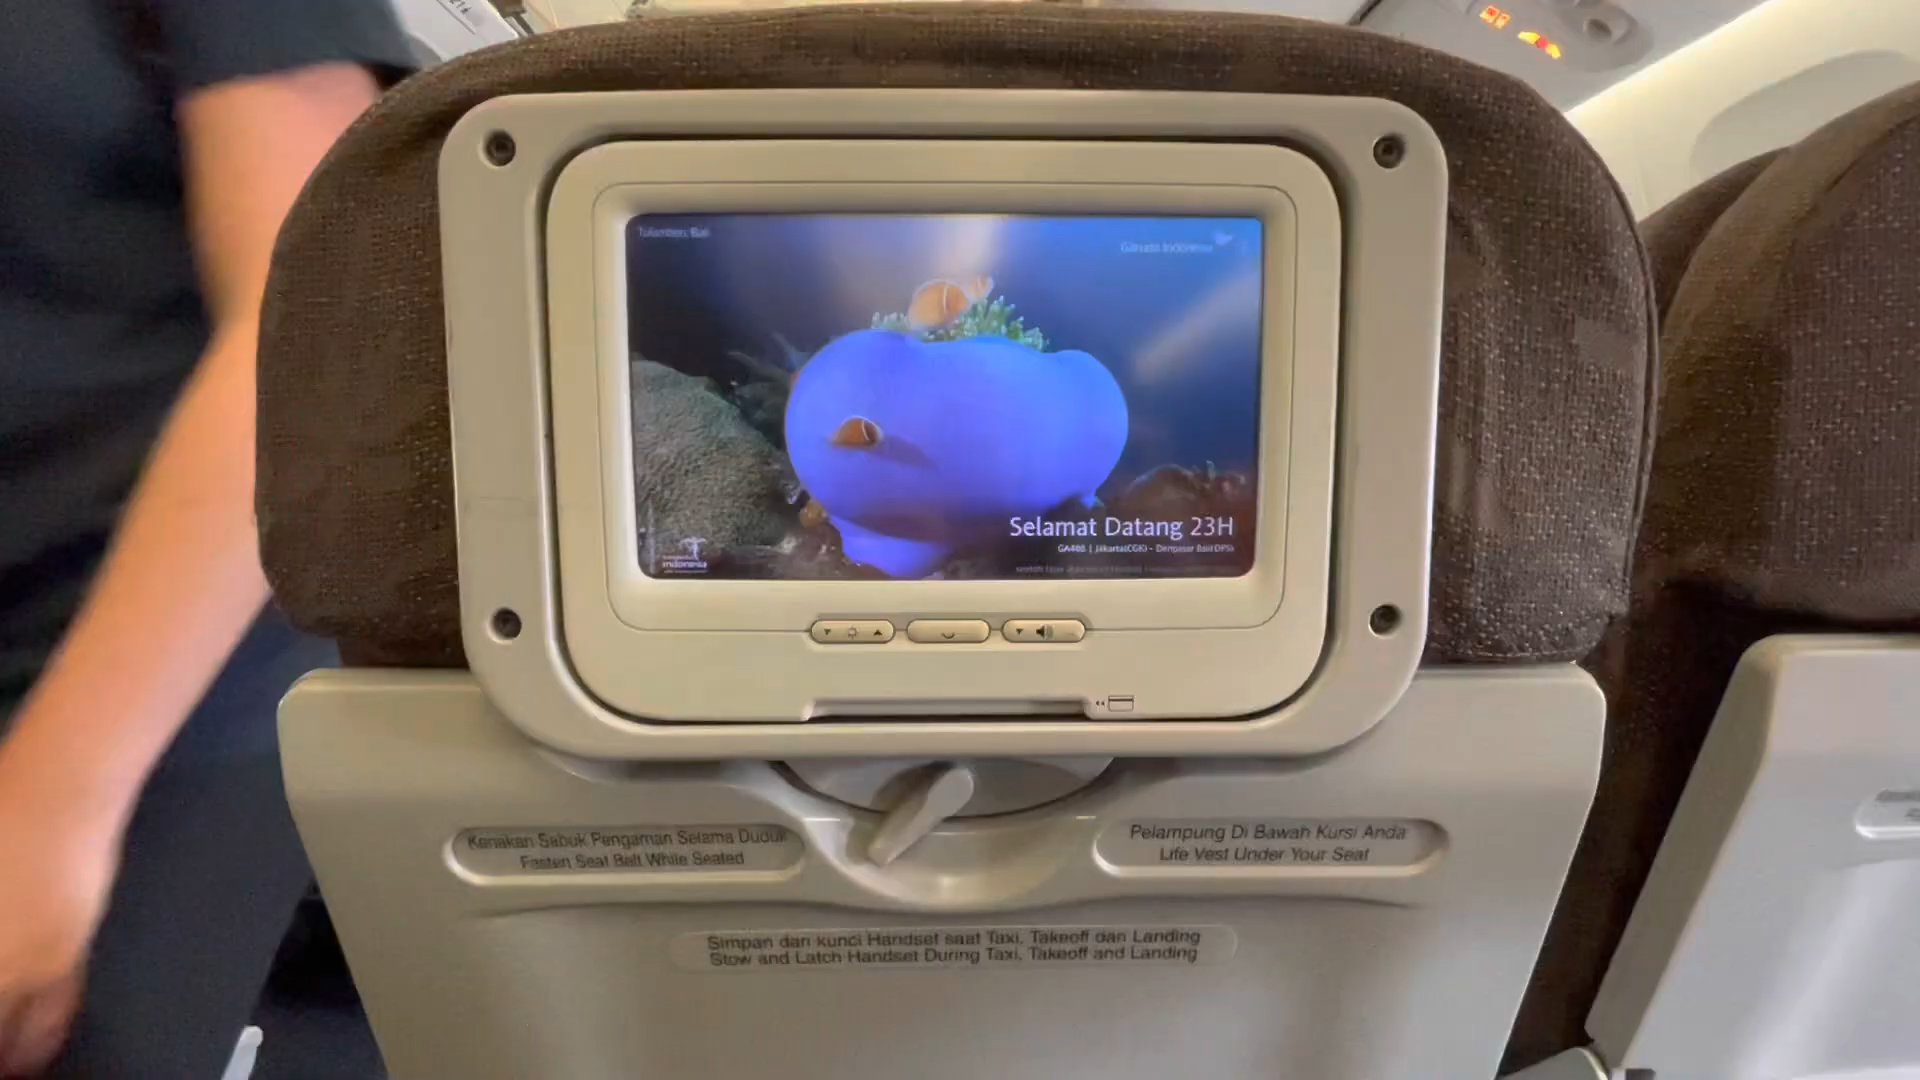 Tulamben, Bali
Garuda Indonesia
Selamat Datang 23H
GA408 | Jakarta(CGK) - Denpasar Bali(DPS)
indonesia
Kenakan Sabuk Pengaman Selama Duduk
Fasten Seat Belt While Seated
Pelampung Di Bawah Kursi Anda
Life Vest Under Your Seat
Simpan dan kunci Handset saat Taxi, Takeoff dan Landing
Stow and Latch Handset During Taxi, Takeoff and Landing